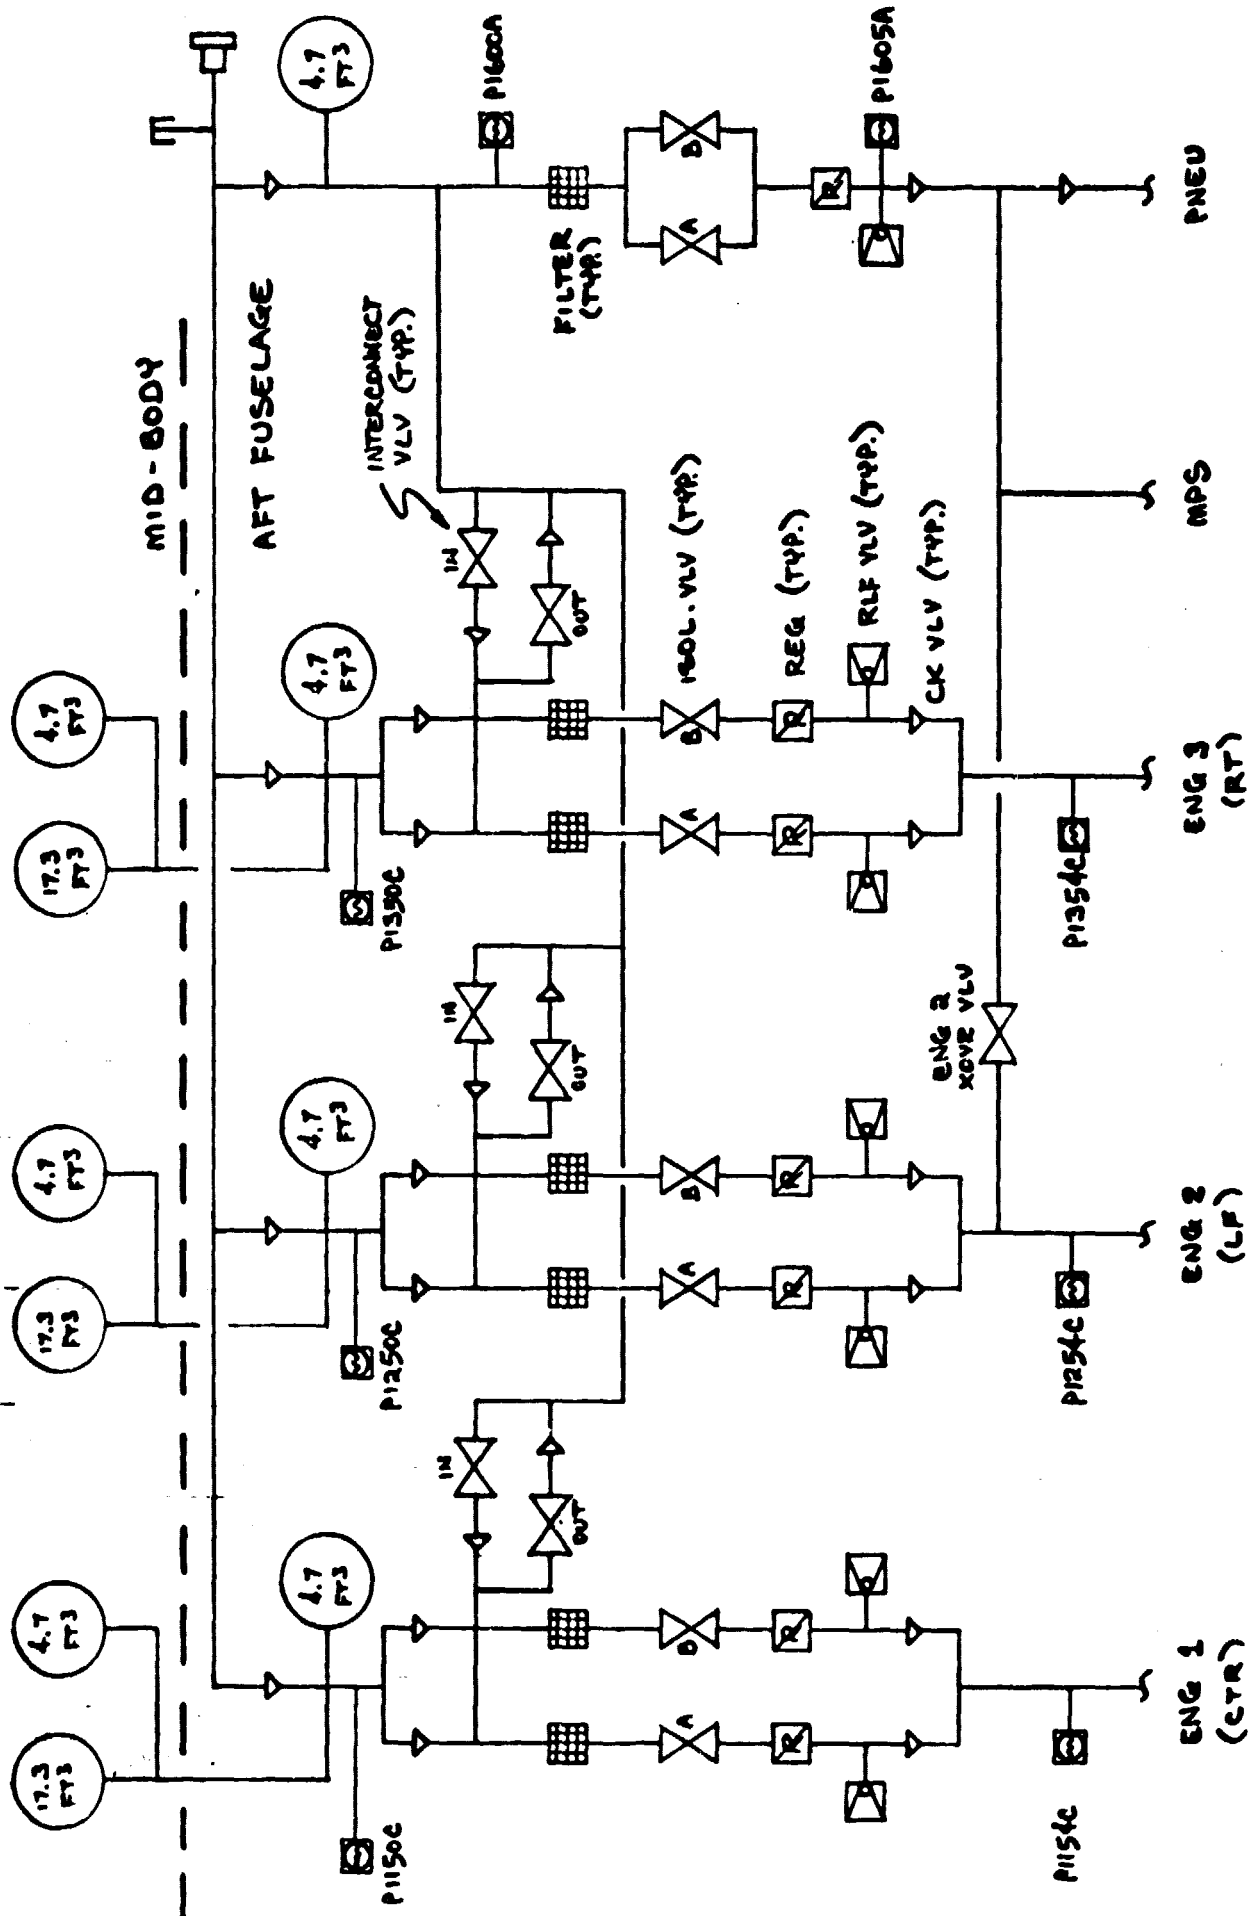 MID-BODY
AFT FUSELAGE
17.3
FT3
4.7
FT3
17.3
FT3
4.7
FT3
17.3
FT3
4.7
FT3
4.7
FT3
4.7
FT3
4.7
FT3
4.7
FT3
P1150C
P1250C
P1350C
P1600A
INTERCONNECT
VLV (TYP.)
IN
OUT
IN
OUT
IN
OUT
FILTER
(TYP.)
A
B
A
B
A
B
A
B
ISOL. VLV (TYP.)
R
R
R
R
R
R
R
REG (TYP.)
RLF VLV (TYP.)
P1605A
CK VLV (TYP.)
ENG 2
XOVR VLV
P1154C
P1254C
P1354C
ENG 1
(CTR)
ENG 2
(LF)
ENG 3
(RT)
MPS
PNEU